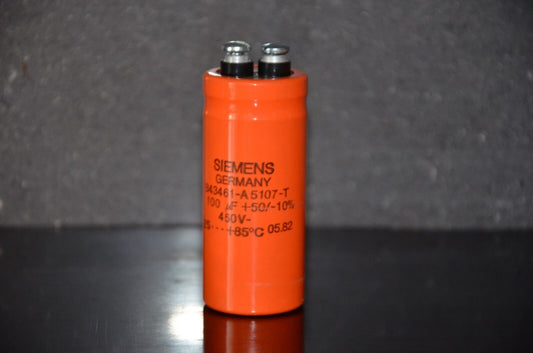 SIEMENS
GERMANY
B43461-A5107-T
100 µF +50/-10%
450V-
25···+85°C 05.82